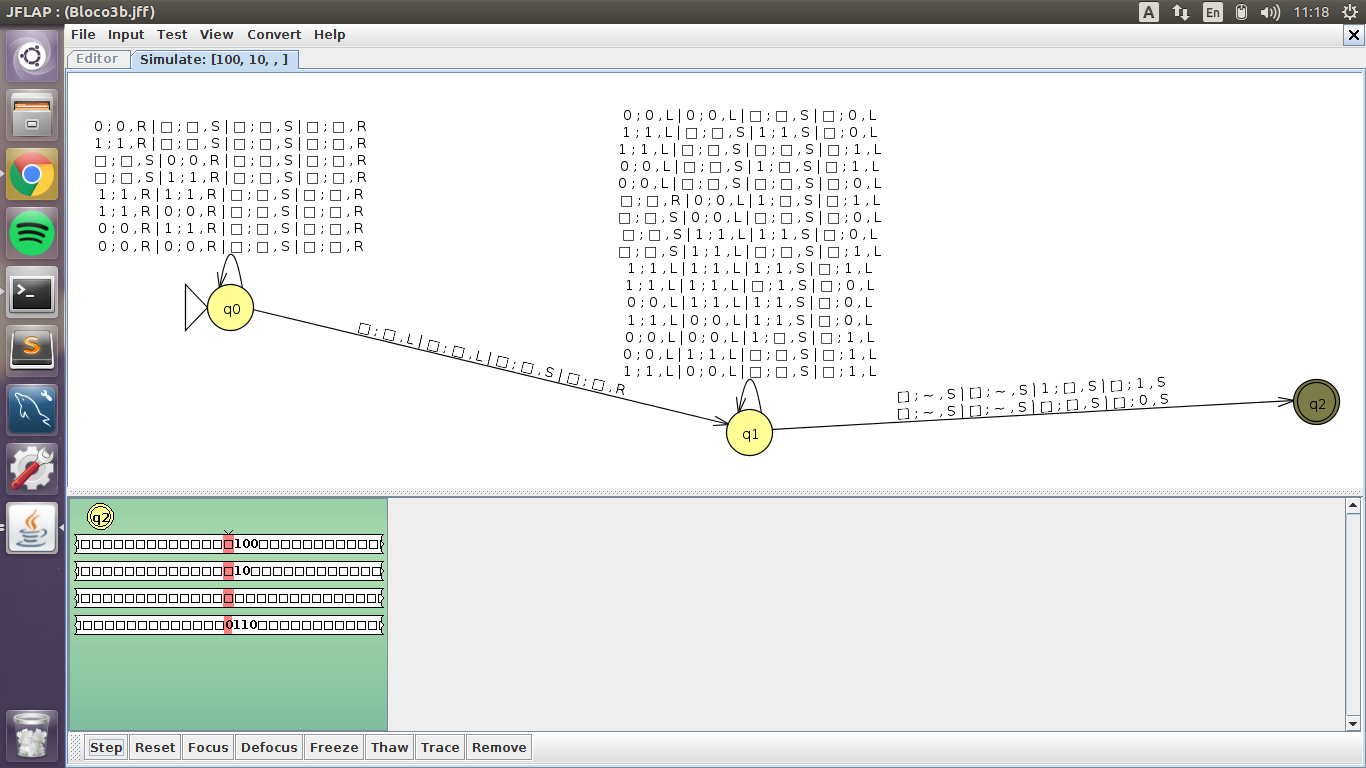 JFLAP : (Bloco3b.jff)
A En 11:18
File Input Test View Convert Help
Editor Simulate: [100, 10, , ]
0 ; 0 , R | □ ; □ , S | □ ; □ , S | □ ; □ , R
1 ; 1 , R | □ ; □ , S | □ ; □ , S | □ ; □ , R
□ ; □ , S | 0 ; 0 , R | □ ; □ , S | □ ; □ , R
□ ; □ , S | 1 ; 1 , R | □ ; □ , S | □ ; □ , R
1 ; 1 , R | 1 ; 1 , R | □ ; □ , S | □ ; □ , R
1 ; 1 , R | 0 ; 0 , R | □ ; □ , S | □ ; □ , R
0 ; 0 , R | 1 ; 1 , R | □ ; □ , S | □ ; □ , R
0 ; 0 , R | 0 ; 0 , R | □ ; □ , S | □ ; □ , R
q0
□ ; □ , L | □ ; □ , L | □ ; □ , S | □ ; □ , R
0 ; 0 , L | 0 ; 0 , L | □ ; □ , S | □ ; 0 , L
1 ; 1 , L | □ ; □ , S | 1 ; 1 , S | □ ; 0 , L
1 ; 1 , L | □ ; □ , S | □ ; □ , S | □ ; 1 , L
0 ; 0 , L | □ ; □ , S | 1 ; □ , S | □ ; 1 , L
0 ; 0 , L | □ ; □ , S | □ ; □ , S | □ ; 0 , L
□ ; □ , R | 0 ; 0 , L | 1 ; □ , S | □ ; 1 , L
□ ; □ , S | 0 ; 0 , L | □ ; □ , S | □ ; 0 , L
□ ; □ , S | 1 ; 1 , L | 1 ; 1 , S | □ ; 0 , L
□ ; □ , S | 1 ; 1 , L | □ ; □ , S | □ ; 1 , L
1 ; 1 , L | 1 ; 1 , L | 1 ; 1 , S | □ ; 1 , L
1 ; 1 , L | 1 ; 1 , L | □ ; 1 , S | □ ; 0 , L
0 ; 0 , L | 1 ; 1 , L | 1 ; 1 , S | □ ; 0 , L
1 ; 1 , L | 0 ; 0 , L | 1 ; 1 , S | □ ; 0 , L
0 ; 0 , L | 0 ; 0 , L | 1 ; □ , S | □ ; 1 , L
0 ; 0 , L | 1 ; 1 , L | □ ; □ , S | □ ; 1 , L
1 ; 1 , L | 0 ; 0 , L | □ ; □ , S | □ ; 1 , L
q1
□ ; ~ , S | □ ; ~ , S | 1 ; □ , S | □ ; 1 , S
□ ; ~ , S | □ ; ~ , S | □ ; □ , S | □ ; 0 , S
q2
q2
100
10
0110
Step Reset Focus Defocus Freeze Thaw Trace Remove